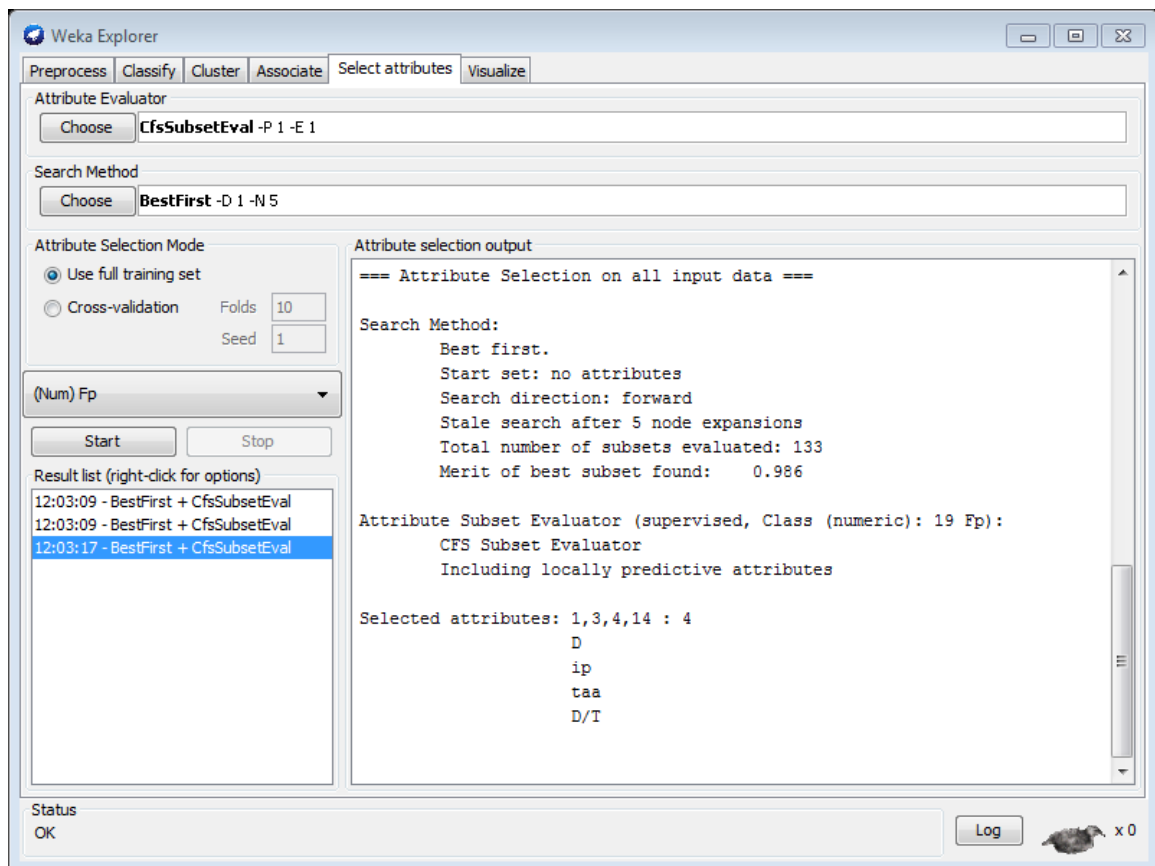 Weka Explorer
Preprocess Classify Cluster Associate Select attributes Visualize
Attribute Evaluator
Choose CfsSubsetEval -P 1 -E 1
Search Method
Choose BestFirst -D 1 -N 5
Attribute Selection Mode
Use full training set
Cross-validation Folds 10
Seed 1
(Num) Fp
Start Stop
Result list (right-click for options)
12:03:09 - BestFirst + CfsSubsetEval
12:03:09 - BestFirst + CfsSubsetEval
12:03:17 - BestFirst + CfsSubsetEval
Attribute selection output
=== Attribute Selection on all input data ===
Search Method:
Best first.
Start set: no attributes
Search direction: forward
Stale search after 5 node expansions
Total number of subsets evaluated: 133
Merit of best subset found: 0.986
Attribute Subset Evaluator (supervised, Class (numeric): 19 Fp):
CFS Subset Evaluator
Including locally predictive attributes
Selected attributes: 1,3,4,14 : 4
D
ip
taa
D/T
Status
OK
Log x 0